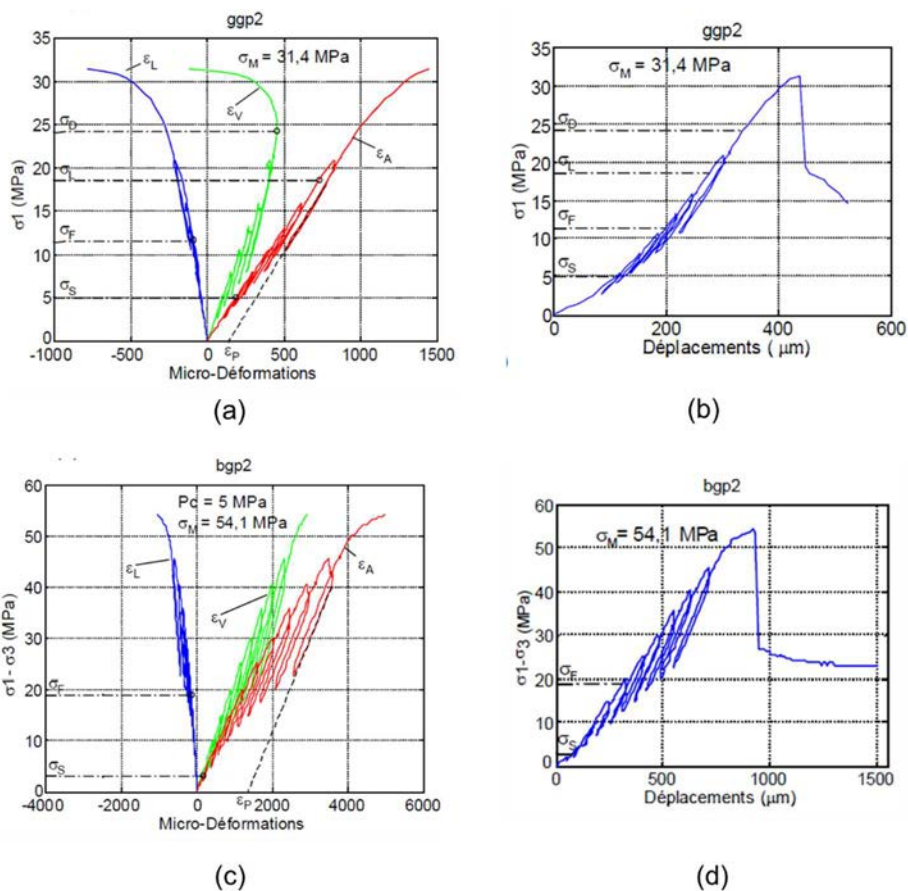 ggp2
σM = 31,4 MPa
εL
εV
εA
σD
σL
σF
σS
εP
σ1 (MPa)
35
30
25
20
15
10
5
0
-1000 -500 0 500 1000 1500
Micro-Déformations
(a)
ggp2
σM = 31,4 MPa
σD
σL
σF
σS
σ1 (MPa)
35
30
25
20
15
10
5
0
0 200 400 600
Déplacements ( μm)
(b)
bgp2
Pc = 5 MPa
σM = 54,1 MPa
εL
εV
εA
σF
σS
εP
σ1- σ3 (MPa)
60
50
40
30
20
10
0
-4000 -2000 0 2000 4000 6000
Micro-Déformations
(c)
bgp2
σM= 54,1 MPa
σF
σS
σ1-σ3 (MPa)
60
50
40
30
20
10
0
0 500 1000 1500
Déplacements (μm)
(d)